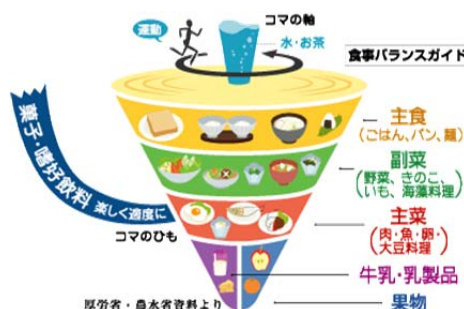 コマの軸
運動
水・お茶
食事バランスガイド
主食
(ごはん、パン、麺)
副菜
(野菜、きのこ、
いも、海藻料理)
菓子・嗜好飲料 楽しく適度に
コマのひも
主菜
(肉・魚・卵・
大豆料理)
牛乳・乳製品
果物
厚労省・農水省資料より